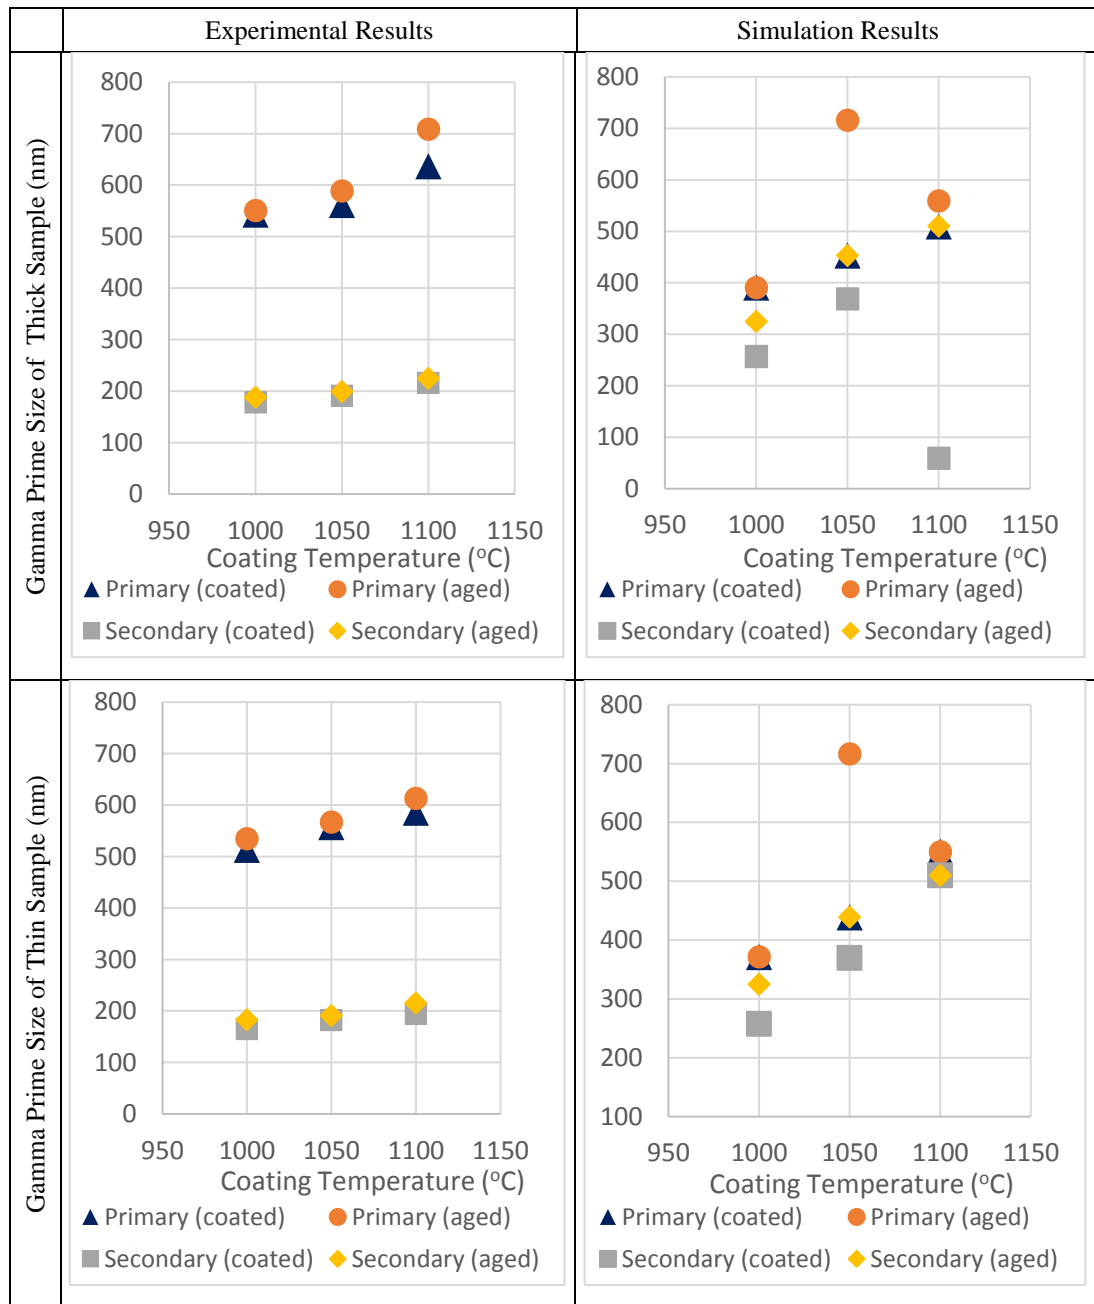 Experimental Results
Simulation Results
Gamma Prime Size of Thick Sample (nm)
800
700
600
500
400
300
200
100
0
950 1000 1050 1100 1150
Coating Temperature (oC)
Primary (coated) Primary (aged)
Secondary (coated) Secondary (aged)
800
700
600
500
400
300
200
100
0
950 1000 1050 1100 1150
Coating Temperature (oC)
Primary (coated) Primary (aged)
Secondary (coated) Secondary (aged)
Gamma Prime Size of Thin Sample (nm)
800
700
600
500
400
300
200
100
0
950 1000 1050 1100 1150
Coating Temperature (oC)
Primary (coated) Primary (aged)
Secondary (coated) Secondary (aged)
800
700
600
500
400
300
200
100
950 1000 1050 1100 1150
Coating Temperature (oC)
Primary (coated) Primary (aged)
Secondary (coated) Secondary (aged)